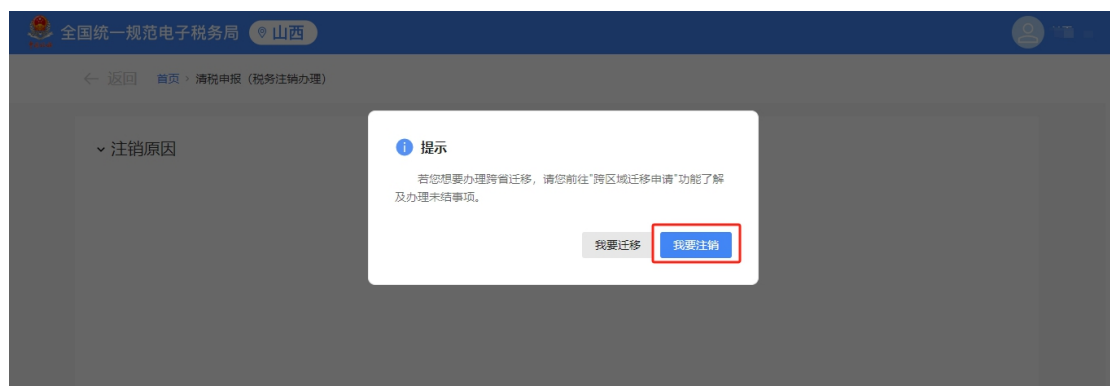 全国统一规范电子税务局 山西
← 返回 首页 › 清税申报（税务注销办理）
注销原因
提示
若您想要办理跨省迁移，请您前往"跨区域迁移申请"功能了解
及办理未结事项。
我要迁移 我要注销